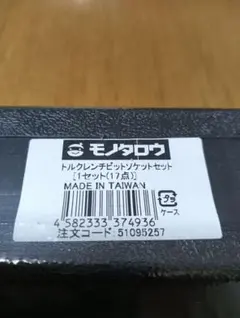 モノタロウ
トルクレンチビットソケットセット
[1セット(17点)]
MADE IN TAIWAN
プラ
ケース
4 582333 374936
注文コード:51095257